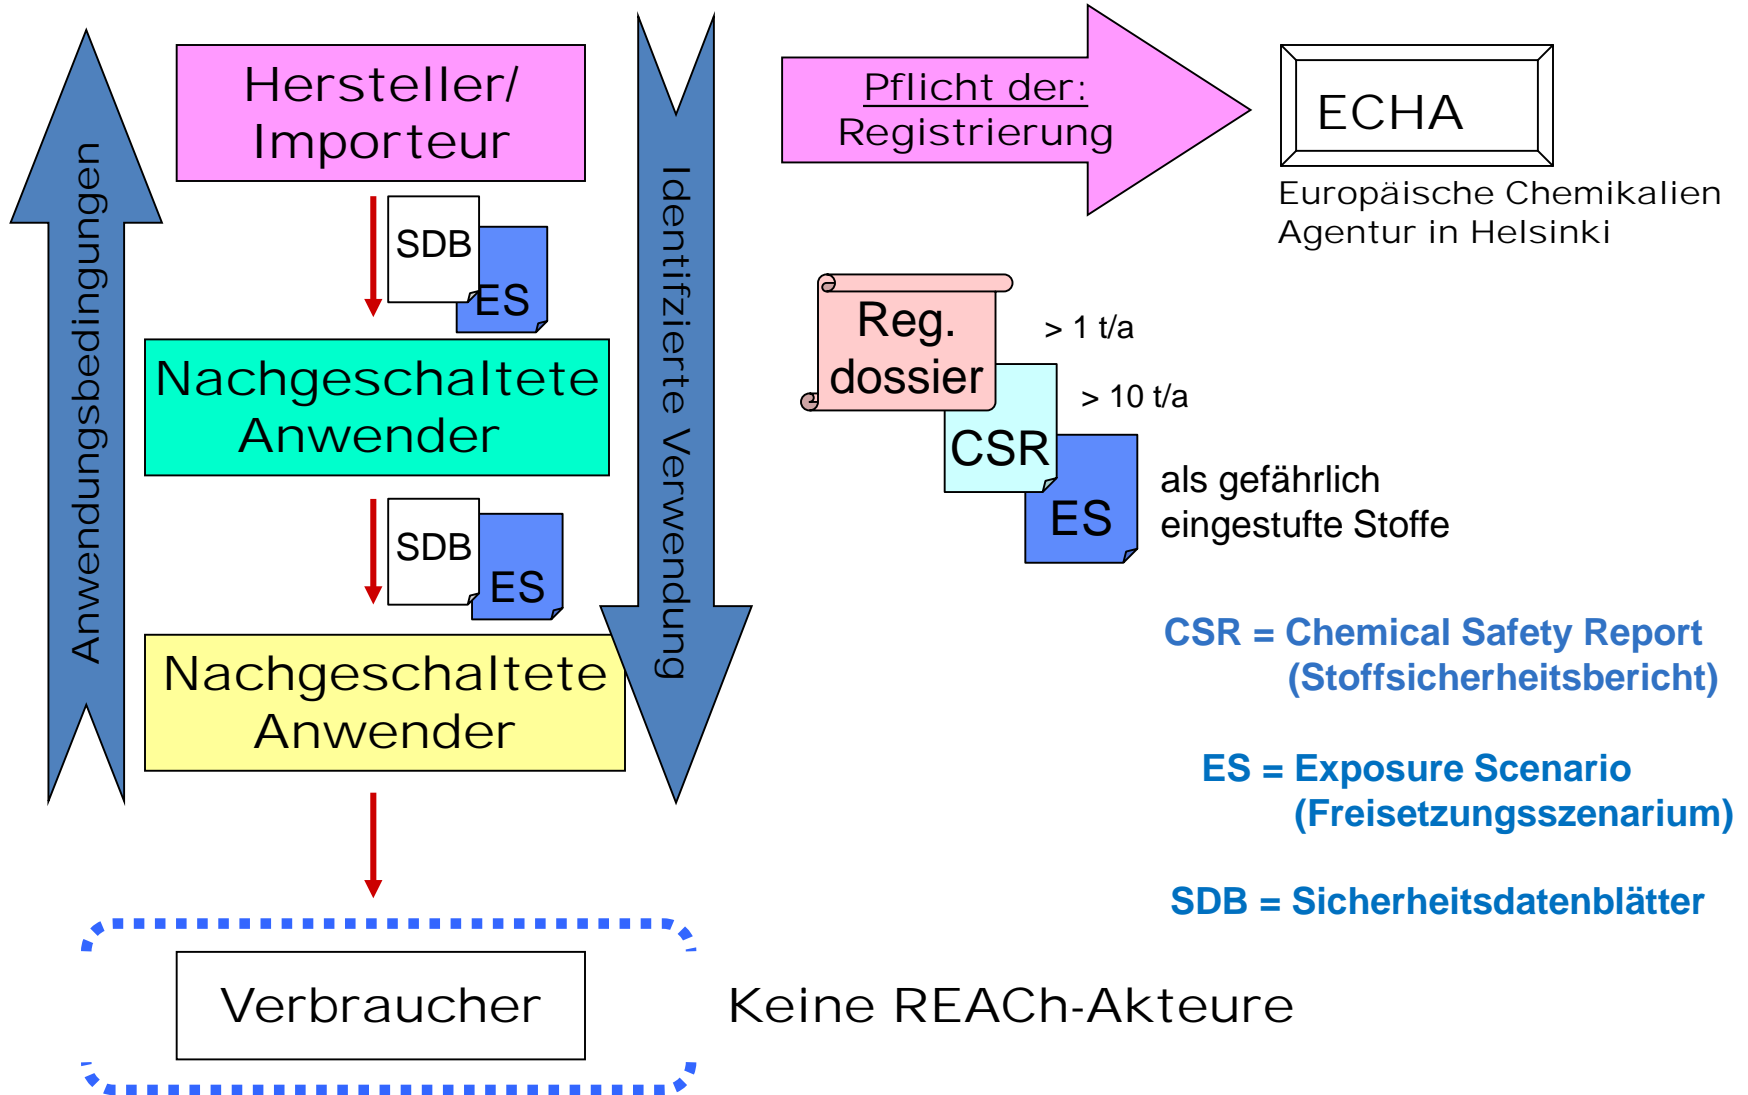 Anwendungsbedingungen
Hersteller/
Importeur
SDB
ES
Nachgeschaltete
Anwender
SDB
ES
Nachgeschaltete
Anwender
Verbraucher
Identifzierte Verwendung
Pflicht der:
Registrierung
ECHA
Europäische Chemikalien
Agentur in Helsinki
Reg.
dossier
> 1 t/a
CSR
> 10 t/a
ES
als gefährlich
eingestufte Stoffe
CSR = Chemical Safety Report
(Stoffsicherheitsbericht)
ES = Exposure Scenario
(Freisetzungsszenarium)
SDB = Sicherheitsdatenblätter
Keine REACh-Akteure